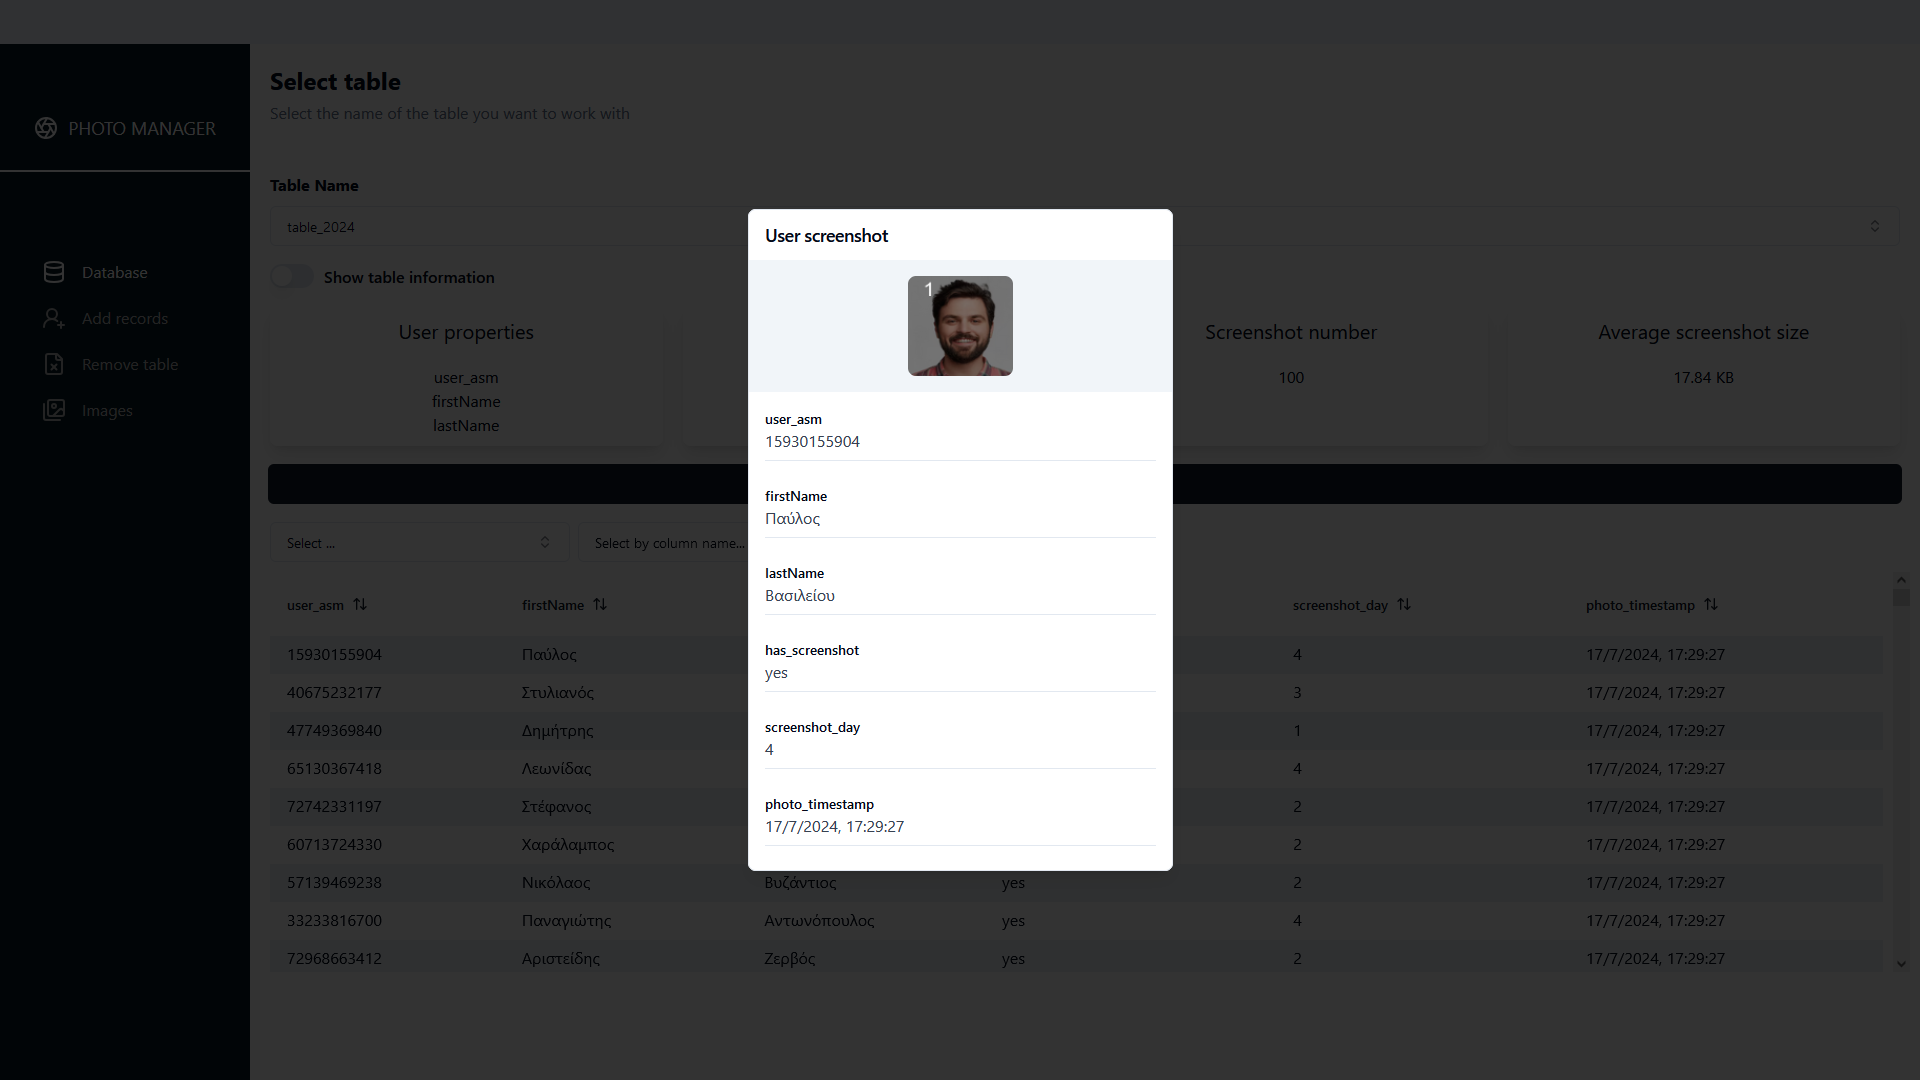 PHOTO MANAGER
Database
Add records
Remove table
Images
Select table
Select the name of the table you want to work with
Table Name
table_2024
Show table information
User properties
user_asm
firstName
lastName
Screenshot number
100
Average screenshot size
17.84 KB
Select ...
Select by column name...
user_asm firstName screenshot_day photo_timestamp
15930155904 Παύλος 4 17/7/2024, 17:29:27
40675232177 Στυλιανός 3 17/7/2024, 17:29:27
47749369840 Δημήτρης 1 17/7/2024, 17:29:27
65130367418 Λεωνίδας 4 17/7/2024, 17:29:27
72742331197 Στέφανος 2 17/7/2024, 17:29:27
60713724330 Χαράλαμπος 2 17/7/2024, 17:29:27
57139469238 Νικόλαος Βυζάντιος yes 2 17/7/2024, 17:29:27
33233816700 Παναγιώτης Αντωνόπουλος yes 4 17/7/2024, 17:29:27
72968663412 Αριστείδης Ζερβός yes 2 17/7/2024, 17:29:27
User screenshot
1
user_asm
15930155904
firstName
Παύλος
lastName
Βασιλείου
has_screenshot
yes
screenshot_day
4
photo_timestamp
17/7/2024, 17:29:27